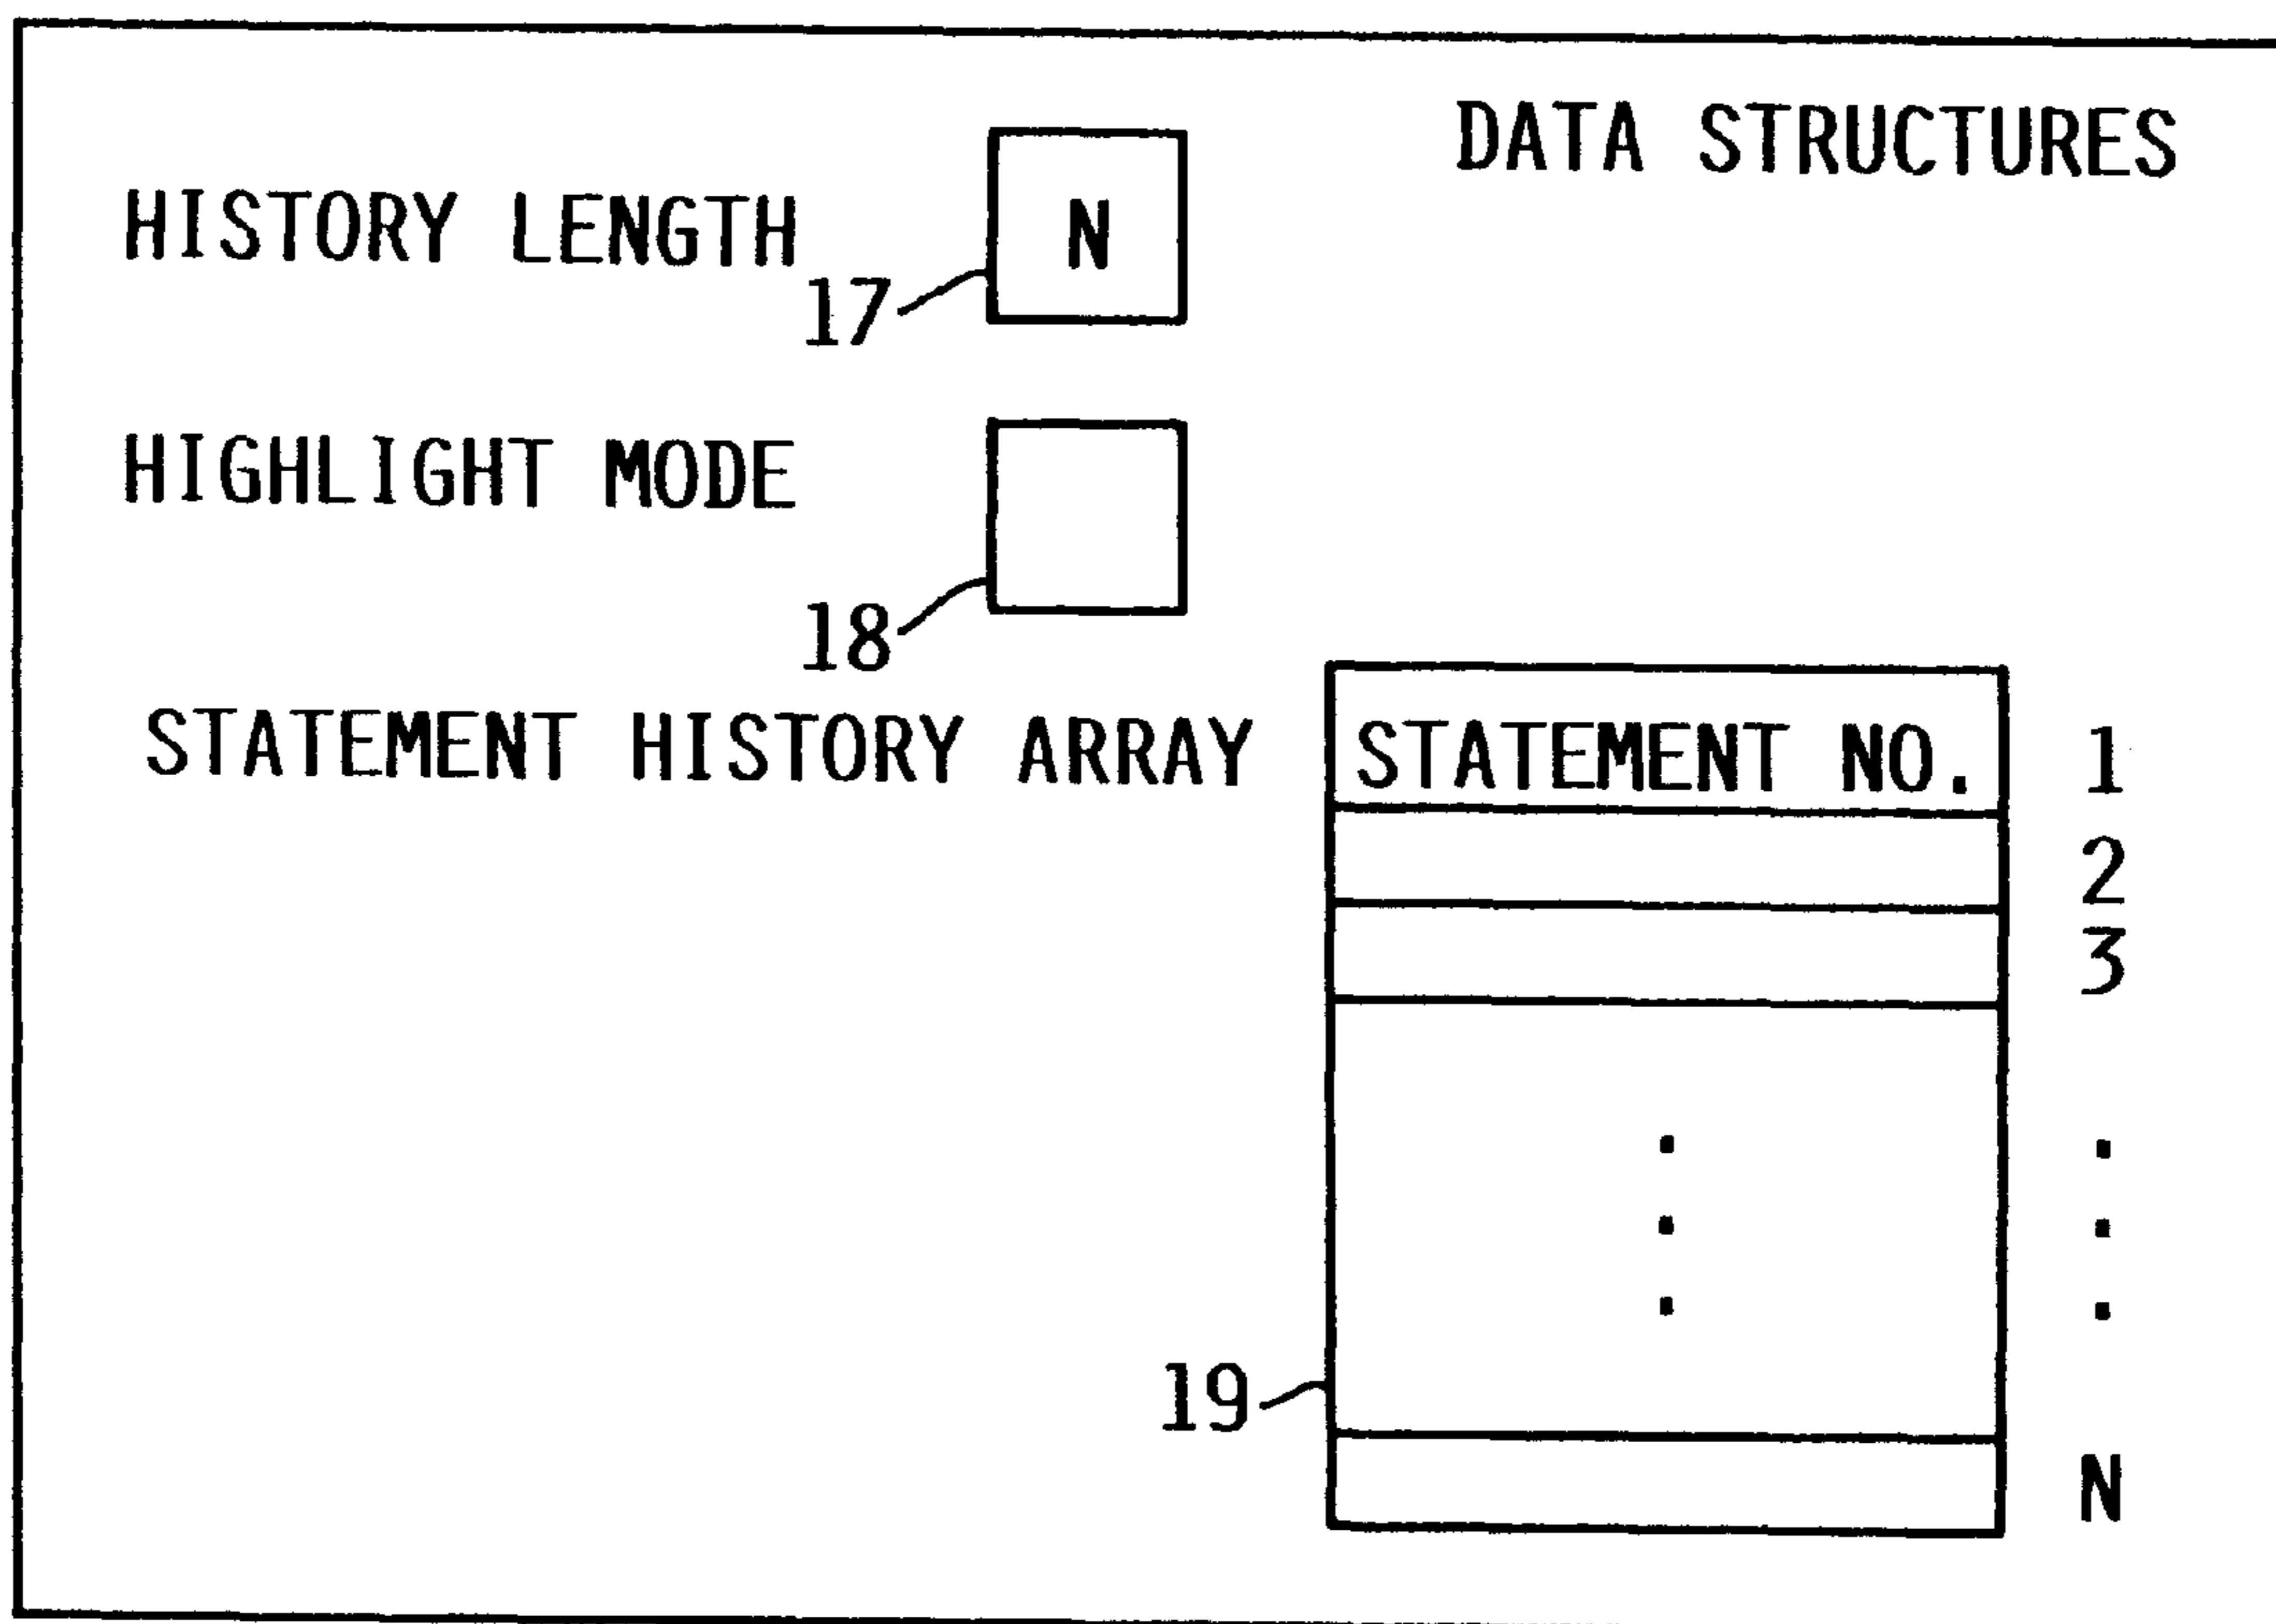 DATA STRUCTURES
HISTORY LENGTH
N
17
HIGHLIGHT MODE
18
STATEMENT HISTORY ARRAY
STATEMENT NO. 1
2
3
.
.
.
19
N